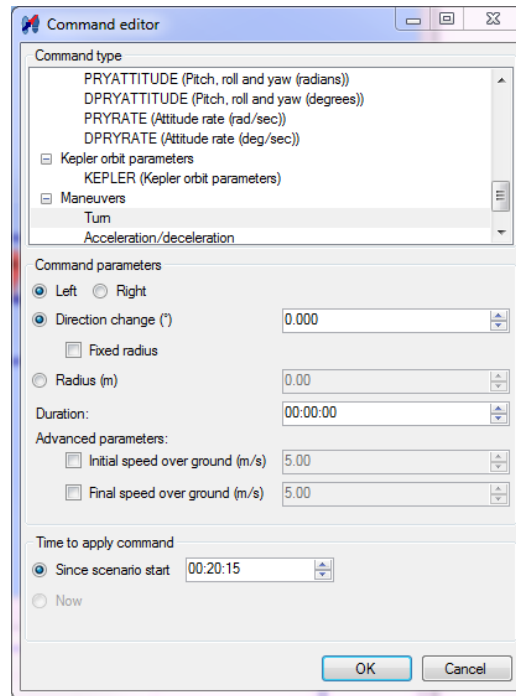 Command editor
Command type
PRYATTITUDE (Pitch, roll and yaw (radians))
DPRYATTITUDE (Pitch, roll and yaw (degrees))
PRYRATE (Attitude rate (rad/sec))
DPRYRATE (Attitude rate (deg/sec))
Kepler orbit parameters
KEPLER (Kepler orbit parameters)
Maneuvers
Turn
Acceleration/deceleration
Command parameters
Left Right
Direction change (°) 0.000
Fixed radius
Radius (m) 0.00
Duration: 00:00:00
Advanced parameters:
Initial speed over ground (m/s) 5.00
Final speed over ground (m/s) 5.00
Time to apply command
Since scenario start 00:20:15
Now
OK Cancel